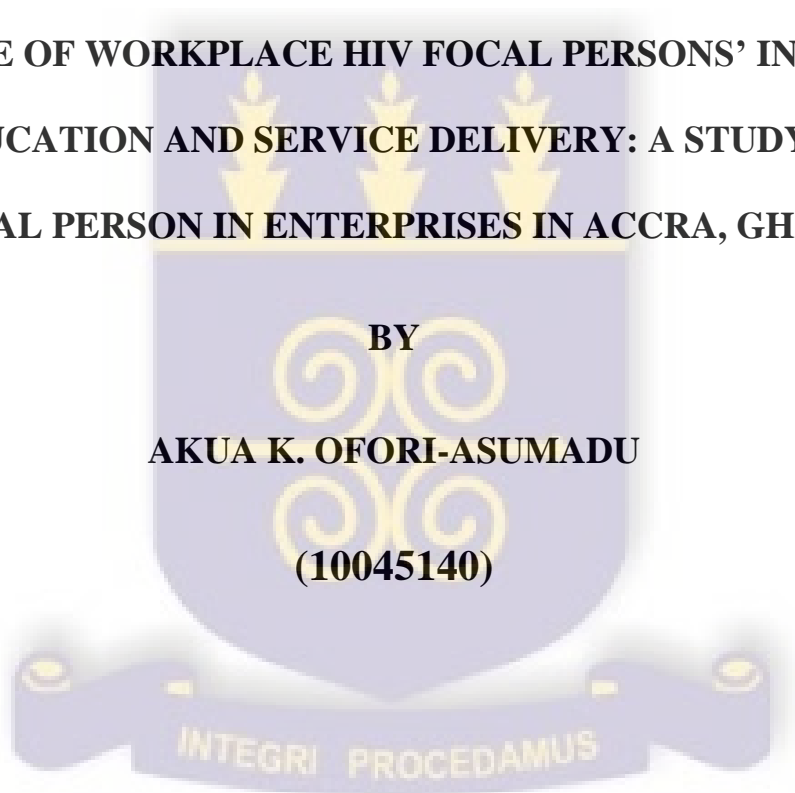 E OF WORKPLACE HIV FOCAL PERSONS’ IN
UCATION AND SERVICE DELIVERY: A STUDY
AL PERSON IN ENTERPRISES IN ACCRA, GH
BY
AKUA K. OFORI-ASUMADU
(10045140)
INTEGRI PROCEDAMUS